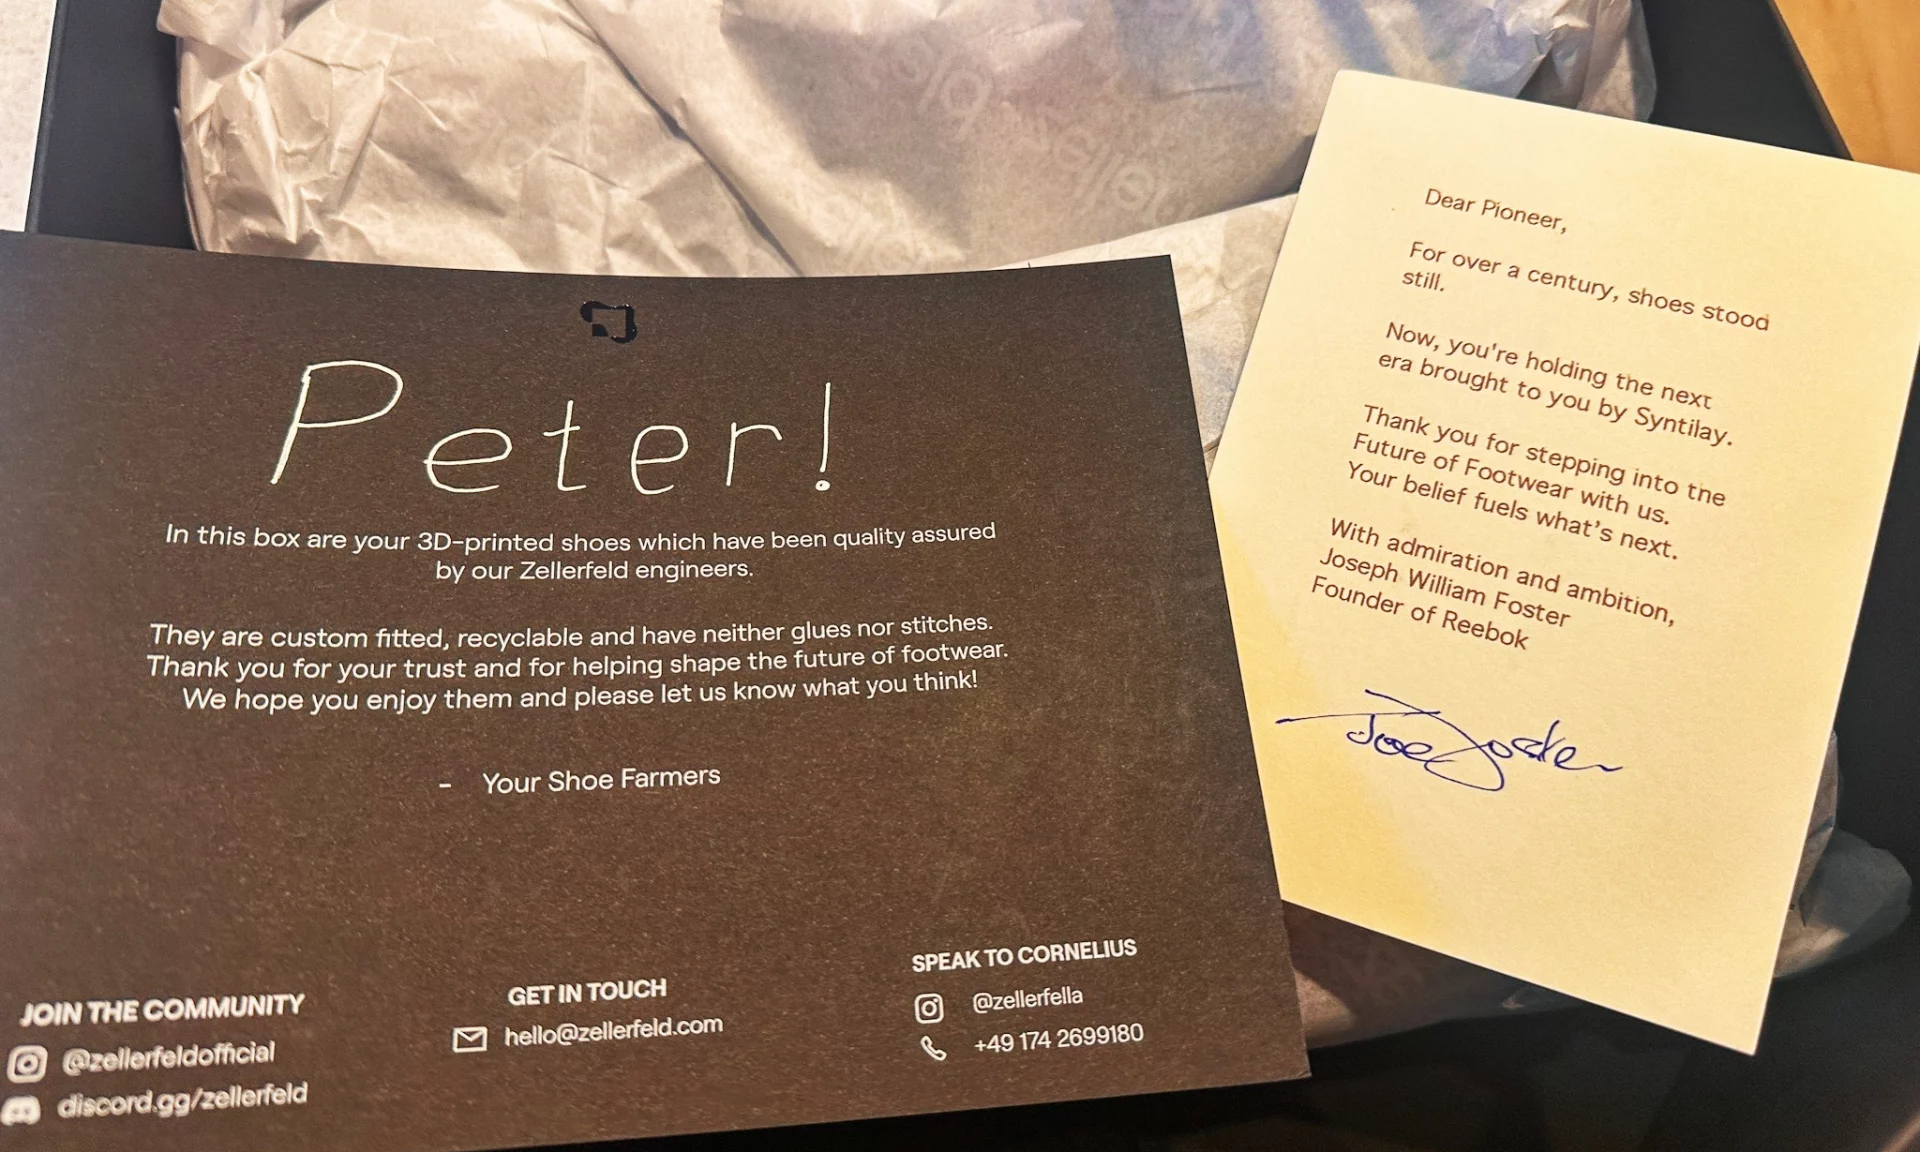 Peter!
In this box are your 3D-printed shoes which have been quality assured
by our Zellerfeld engineers.
They are custom fitted, recyclable and have neither glues nor stitches.
Thank you for your trust and for helping shape the future of footwear.
We hope you enjoy them and please let us know what you think!
- Your Shoe Farmers
JOIN THE COMMUNITY
@zellerfeldofficial
discord.gg/zellerfeld
GET IN TOUCH
hello@zellerfeld.com
SPEAK TO CORNELIUS
@zellerfella
+49 174 2699180
Dear Pioneer,
For over a century, shoes stood
still.
Now, you're holding the next
era brought to you by Syntilay.
Thank you for stepping into the
Future of Footwear with us.
Your belief fuels what's next.
With admiration and ambition,
Joseph William Foster
Founder of Reebok
Joe Foster